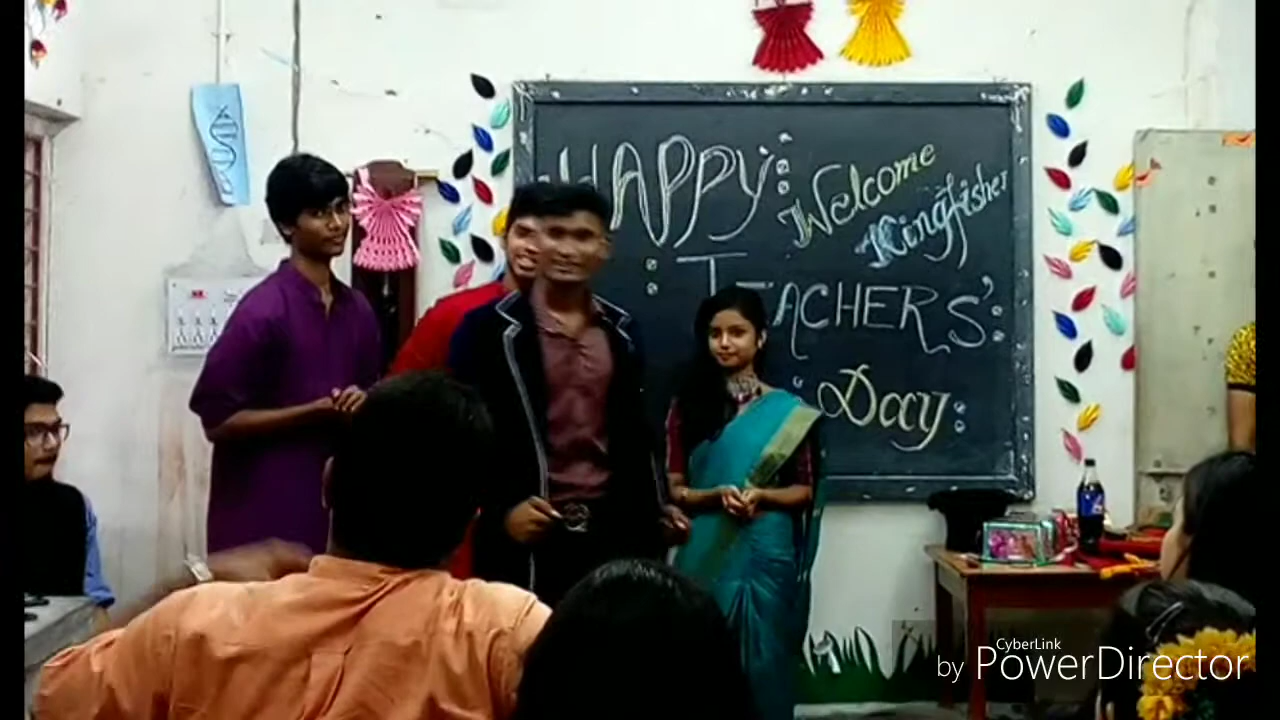 HAPPY
Welcome
Kingfisher
TEACHERS'
Day
CyberLink
by PowerDirector